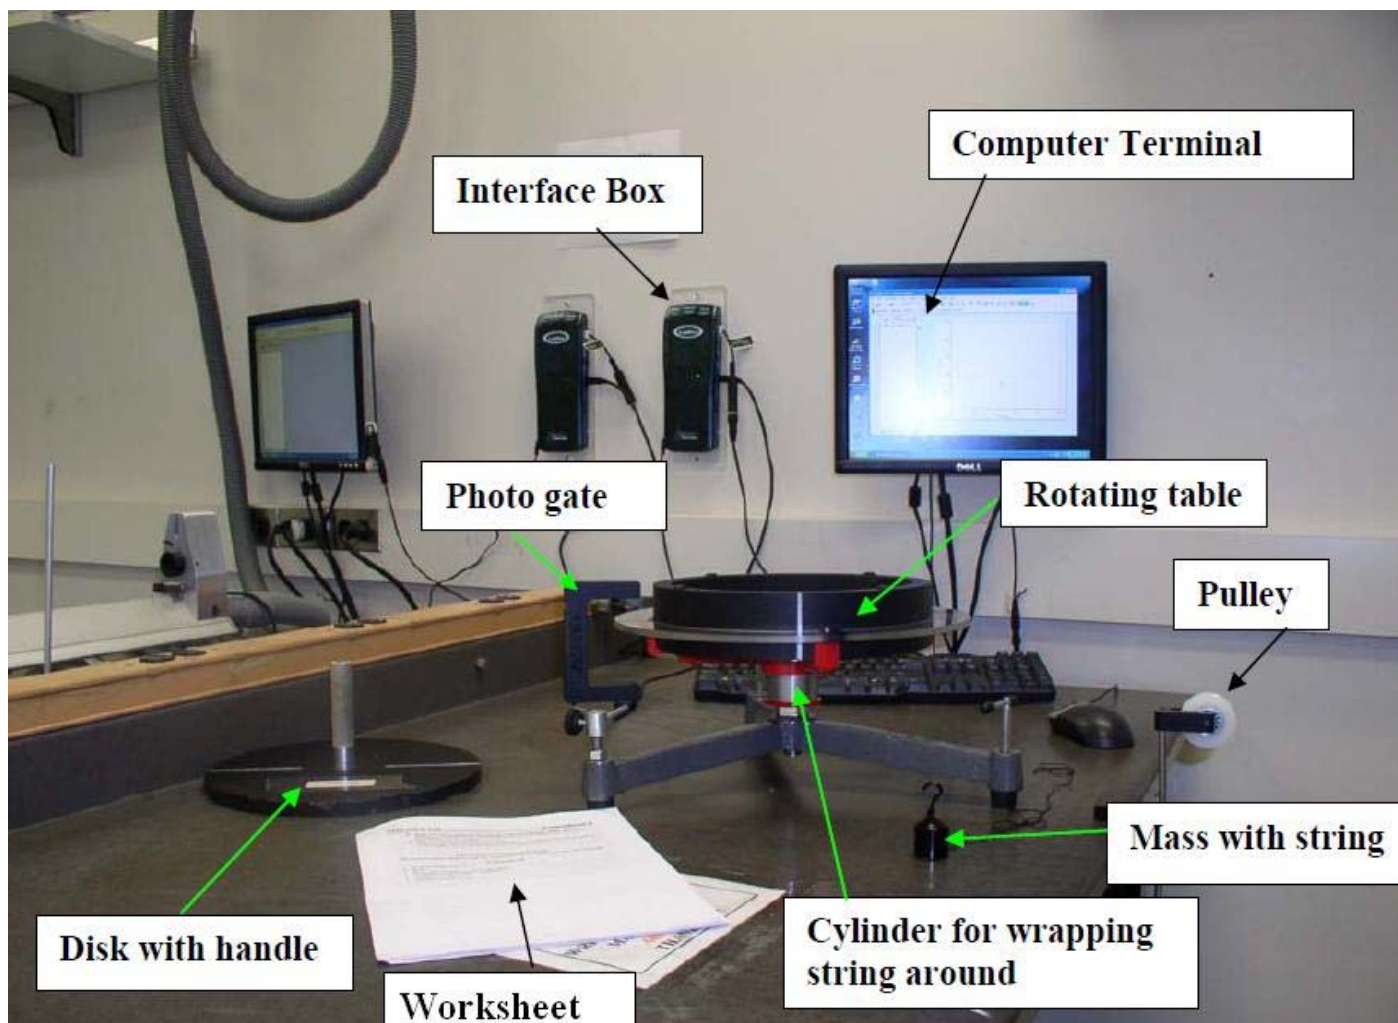 Computer Terminal
Interface Box
Photo gate
Rotating table
Pulley
Mass with string
Disk with handle
Cylinder for wrapping
string around
Worksheet
DELL